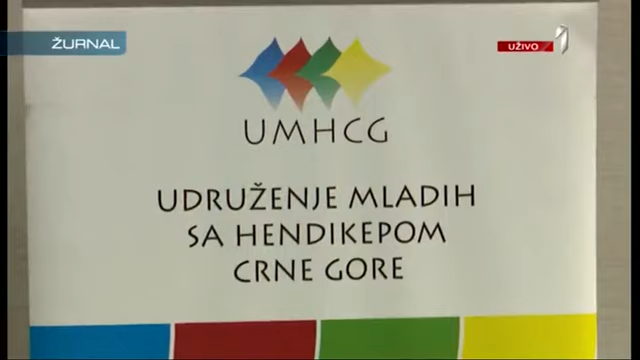 ŽURNAL
UŽIVO
UMHCG
UDRUŽENJE MLADIH
SA HENDIKEPOM
CRNE GORE